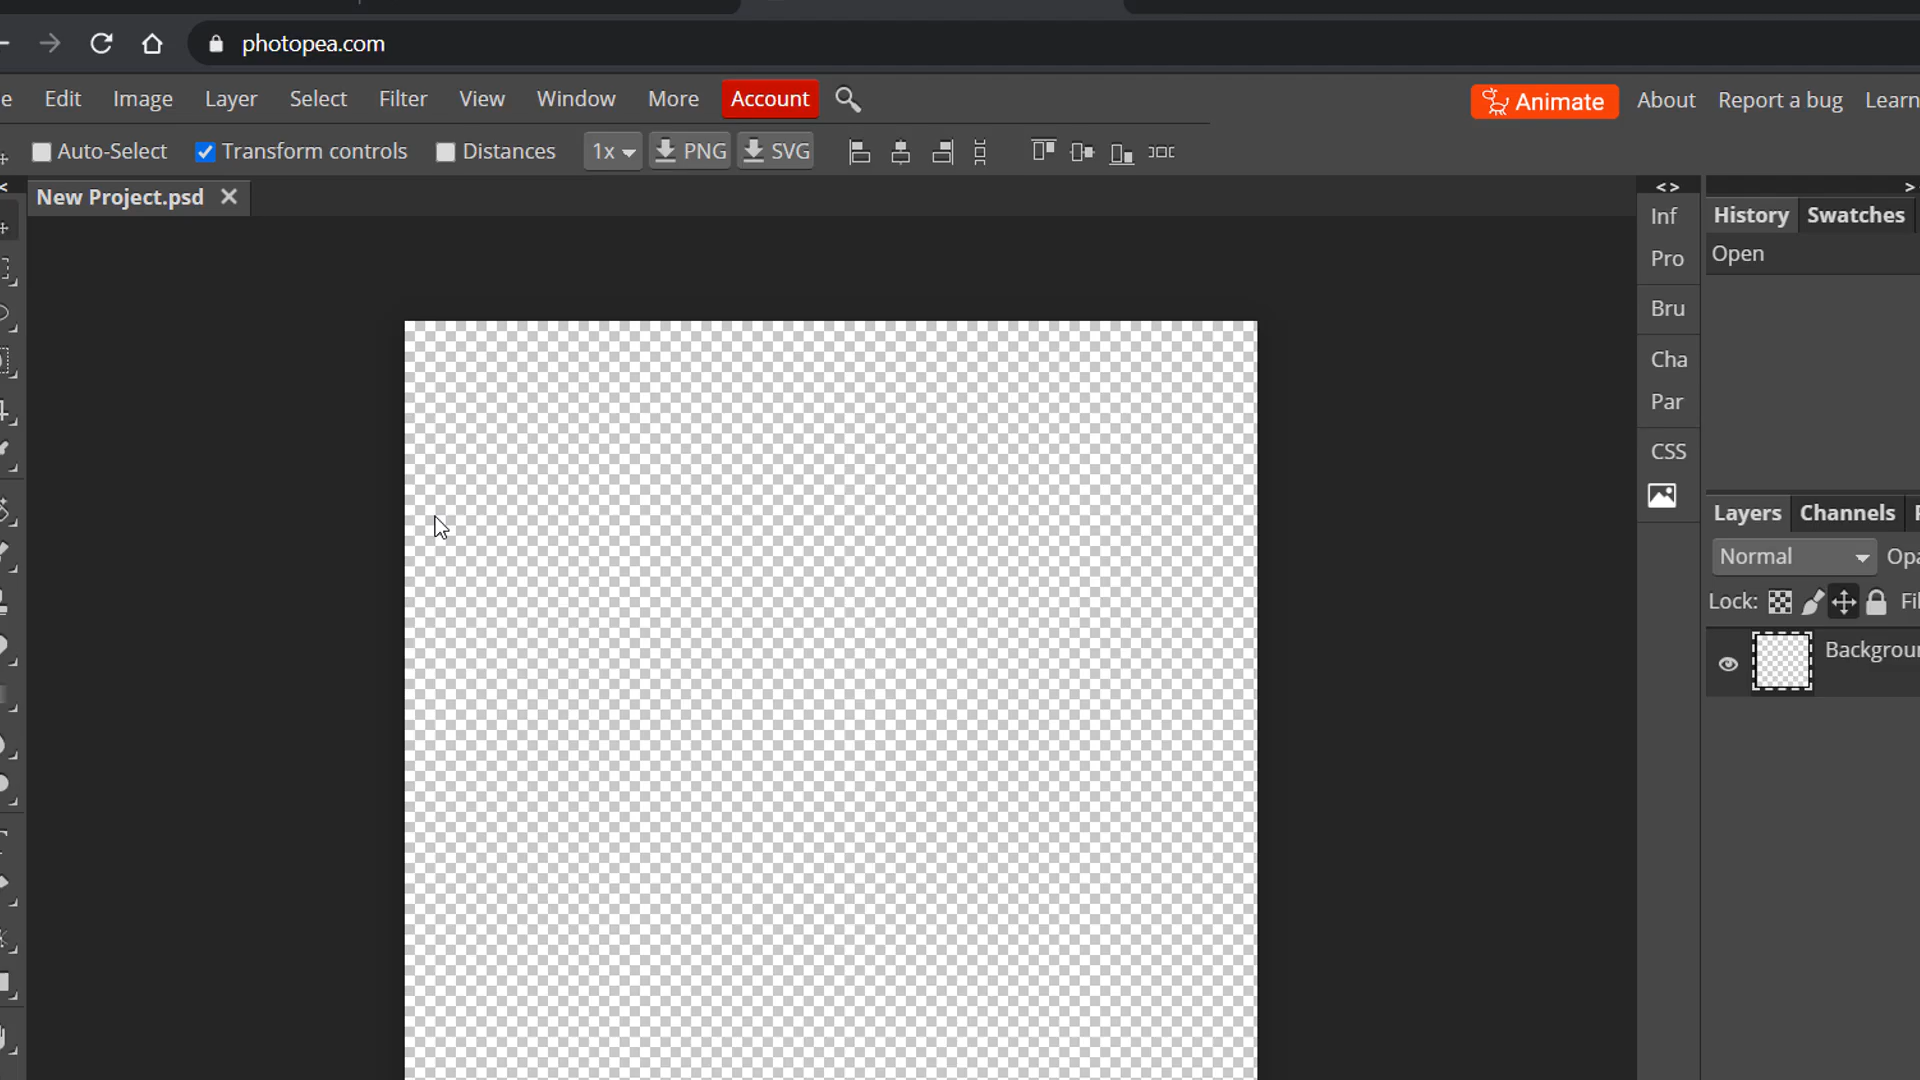 photopea.com
e Edit Image Layer Select Filter View Window More Account Animate About Report a bug Learn
Auto-Select Transform controls Distances 1x PNG SVG
New Project.psd
< > >
Inf
Pro
Bru
Cha
Par
CSS
History Swatches
Open
Layers Channels
Normal Opa
Lock: Fil
Backgroun